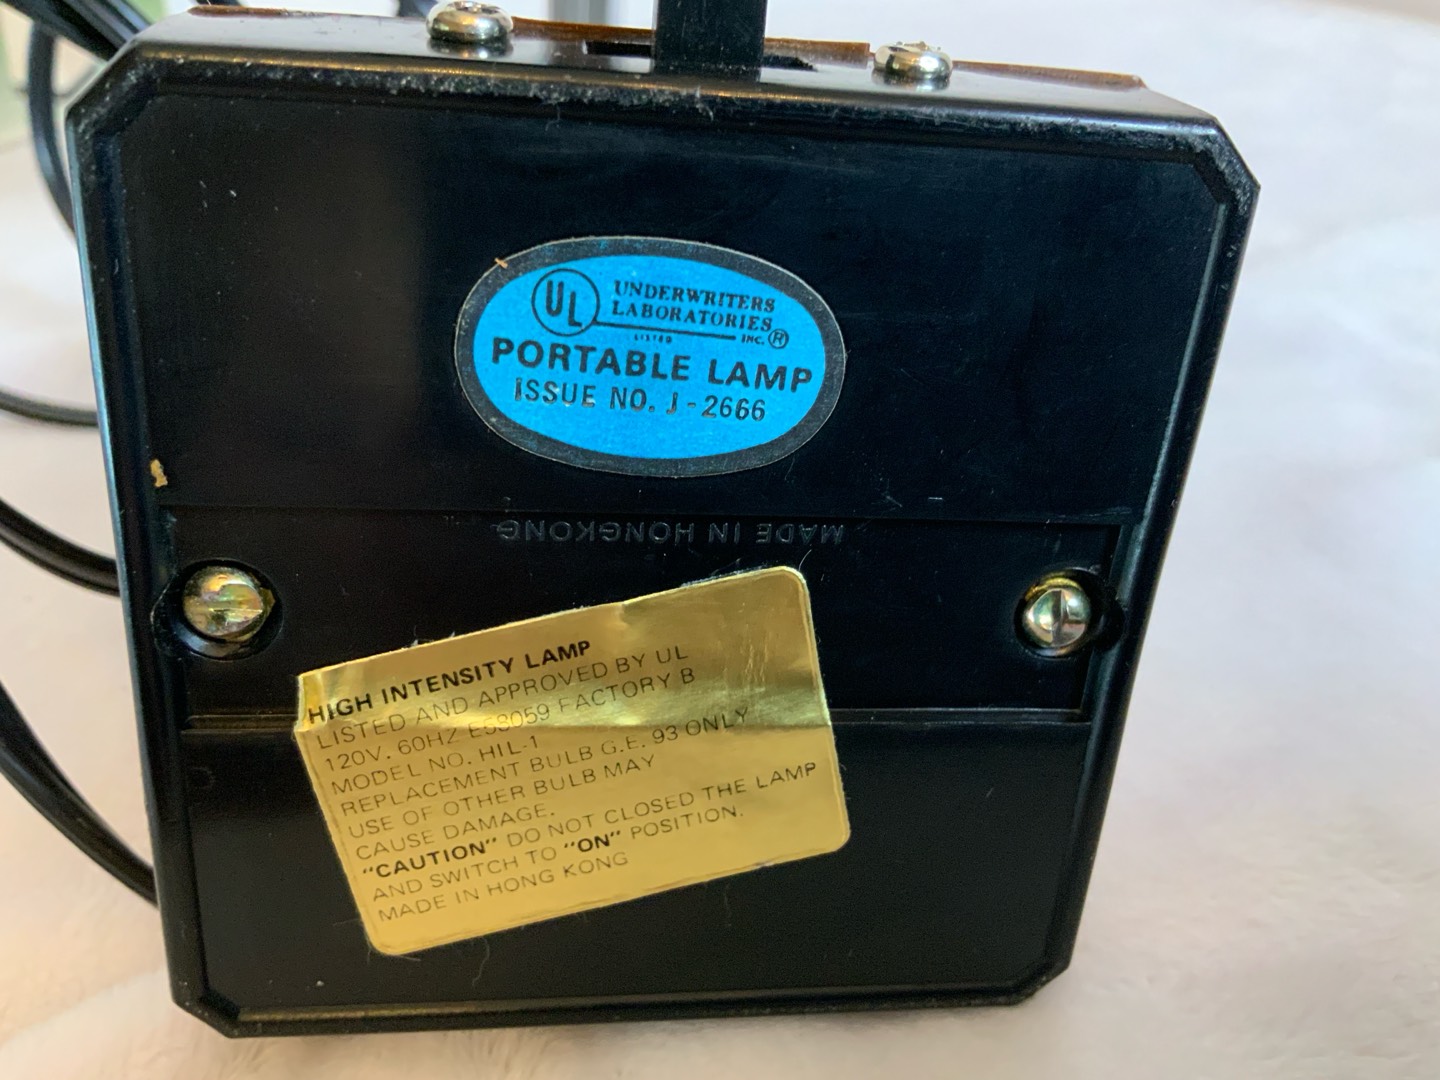 UL UNDERWRITERS
LABORATORIES
LISTED INC.®
PORTABLE LAMP
ISSUE NO. J-2666
MADE IN HONGKONG
HIGH INTENSITY LAMP
LISTED AND APPROVED BY UL
120V. 60HZ E53059 FACTORY B
MODEL NO. HIL-1
REPLACEMENT BULB G.E. 93 ONLY
USE OF OTHER BULB MAY
CAUSE DAMAGE.
"CAUTION" DO NOT CLOSED THE LAMP
AND SWITCH TO "ON" POSITION.
MADE IN HONG KONG